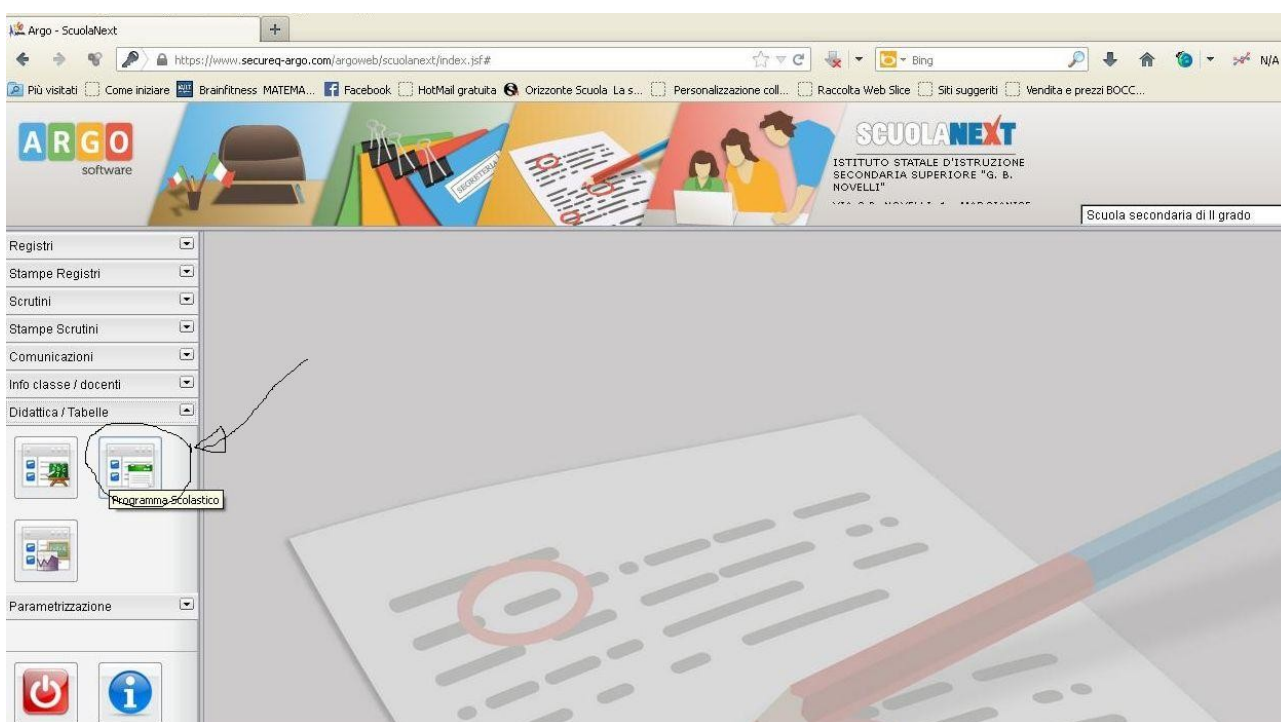 Argo - ScuolaNext
https://www.secureq-argo.com/argoweb/scuolanext/index.jsf#
Bing
N/A
Più visitati Come iniziare Brainfitness MATEMA... Facebook HotMail gratuita Orizzonte Scuola La s... Personalizzazione coll... Raccolta Web Slice Siti suggeriti Vendita e prezzi BOCC...
ARGO
software
SEGRETERIA
SCUOLANEXT
ISTITUTO STATALE D'ISTRUZIONE
SECONDARIA SUPERIORE "G. B.
NOVELLI"
Scuola secondaria di II grado
Registri
Stampe Registri
Scrutini
Stampe Scrutini
Comunicazioni
Info classe / docenti
Didattica / Tabelle
Programma Scolastico
Parametrizzazione